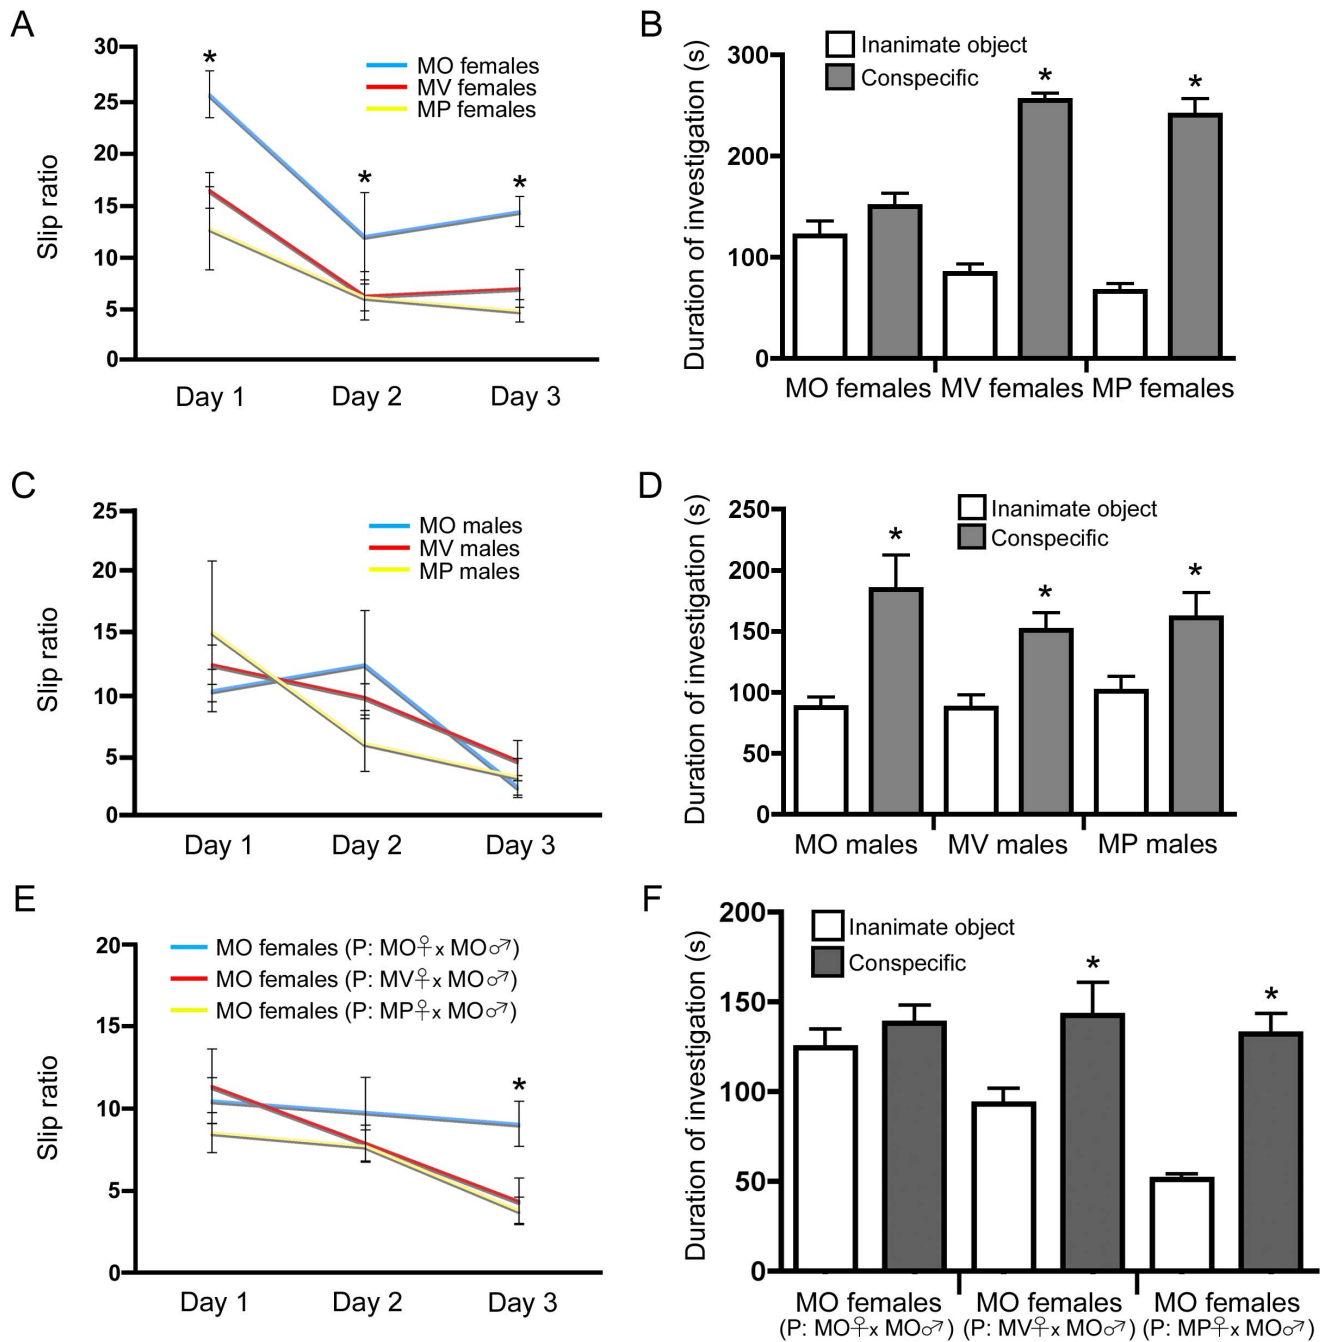 A
30
25
20
15
10
5
0
Slip ratio
*
*
*
MO females
MV females
MP females
Day 1 Day 2 Day 3
B
300
200
100
0
Duration of investigation (s)
Inanimate object
Conspecific
*
*
MO females MV females MP females
C
25
20
15
10
5
0
Slip ratio
MO males
MV males
MP males
Day 1 Day 2 Day 3
D
250
200
150
100
50
0
Duration of investigation (s)
Inanimate object
Conspecific
*
*
*
MO males MV males MP males
E
20
15
10
5
0
Slip ratio
MO females (P: MO♀x MO♂)
MO females (P: MV♀x MO♂)
MO females (P: MP♀x MO♂)
*
Day 1 Day 2 Day 3
F
200
150
100
50
0
Duration of investigation (s)
Inanimate object
Conspecific
*
*
MO females MO females MO females
(P: MO♀x MO♂) (P: MV♀x MO♂) (P: MP♀x MO♂)